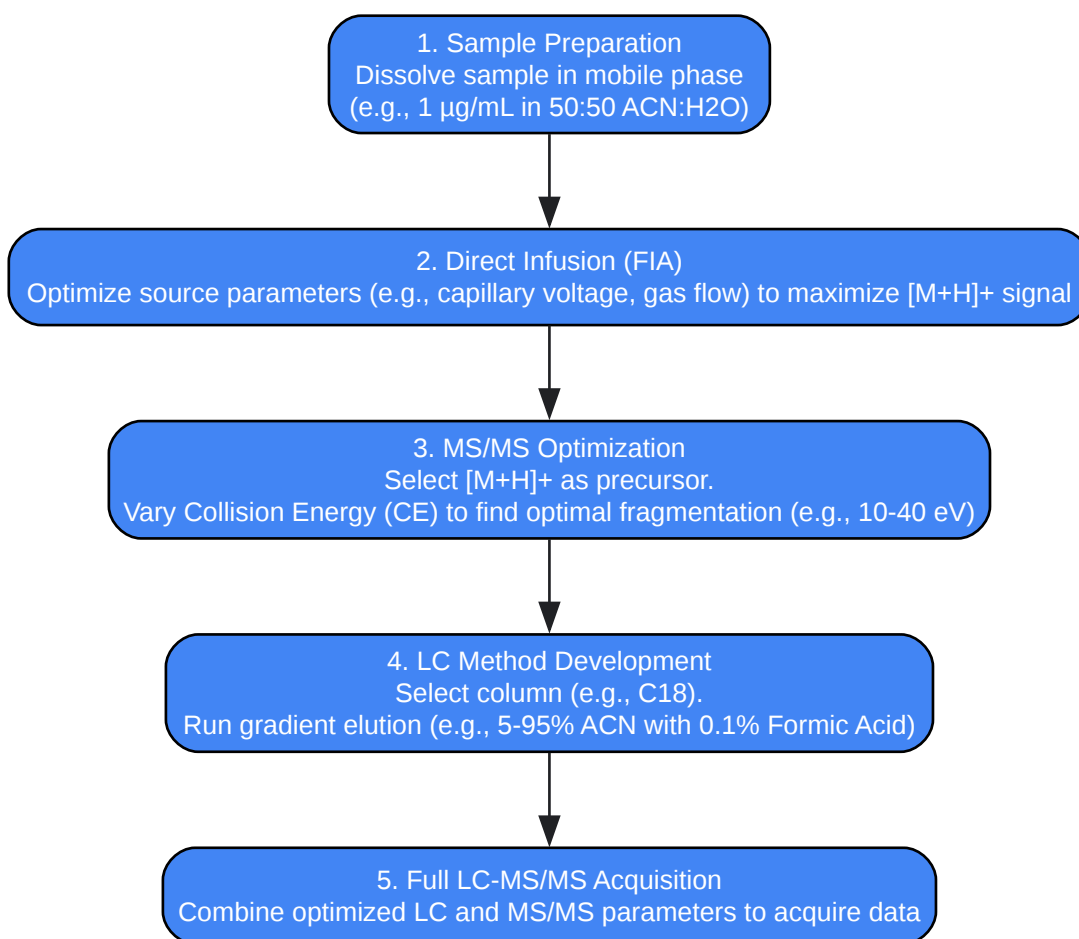 1. Sample Preparation
Dissolve sample in mobile phase
(e.g., 1 µg/mL in 50:50 ACN:H2O)
2. Direct Infusion (FIA)
Optimize source parameters (e.g., capillary voltage, gas flow) to maximize [M+H]+ signal
3. MS/MS Optimization
Select [M+H]+ as precursor.
Vary Collision Energy (CE) to find optimal fragmentation (e.g., 10-40 eV)
4. LC Method Development
Select column (e.g., C18).
Run gradient elution (e.g., 5-95% ACN with 0.1% Formic Acid)
5. Full LC-MS/MS Acquisition
Combine optimized LC and MS/MS parameters to acquire data